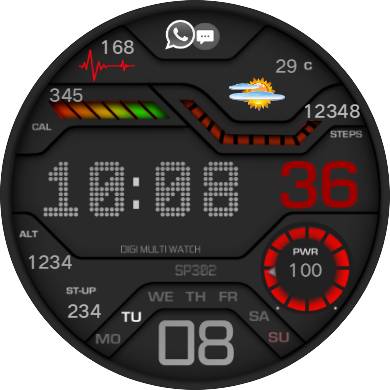 168
29 c
345
12348
CAL
STEPS
10:08
36
ALT
DIGI MULTI WATCH
PWR
1234
SP302
100
ST-UP
234
WE TH FR
TU
SA
MO
08
SU